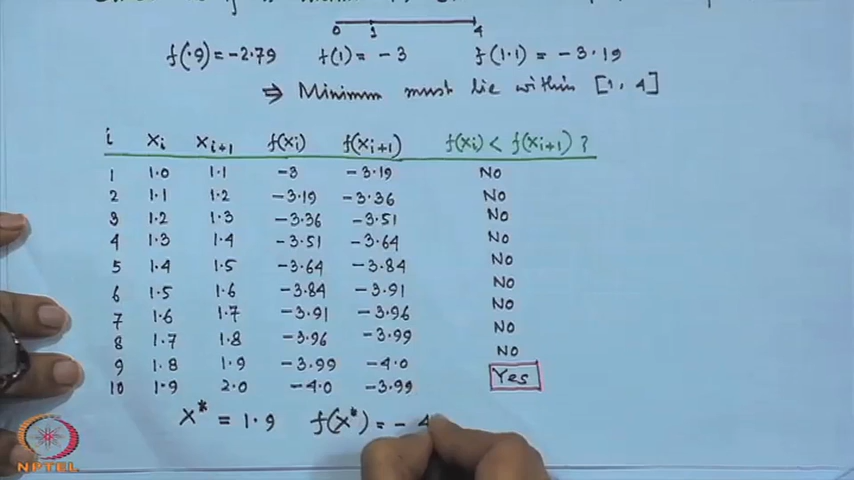 0 1 4
f(.9) = -2.79 f(1) = -3 f(1.1) = -3.19
⇒ Minimum must lie within [1, 4]
i xᵢ xᵢ₊₁ f(xᵢ) f(xᵢ₊₁) f(xᵢ) < f(xᵢ₊₁) ?
1 1.0 1.1 -3 -3.19 No
2 1.1 1.2 -3.19 -3.36 No
3 1.2 1.3 -3.36 -3.51 No
4 1.3 1.4 -3.51 -3.64 No
5 1.4 1.5 -3.64 -3.84 No
6 1.5 1.6 -3.84 -3.91 No
7 1.6 1.7 -3.91 -3.96 No
8 1.7 1.8 -3.96 -3.99 No
9 1.8 1.9 -3.99 -4.0 No
10 1.9 2.0 -4.0 -3.99 Yes
x* = 1.9 f(x*) = -4
NPTEL